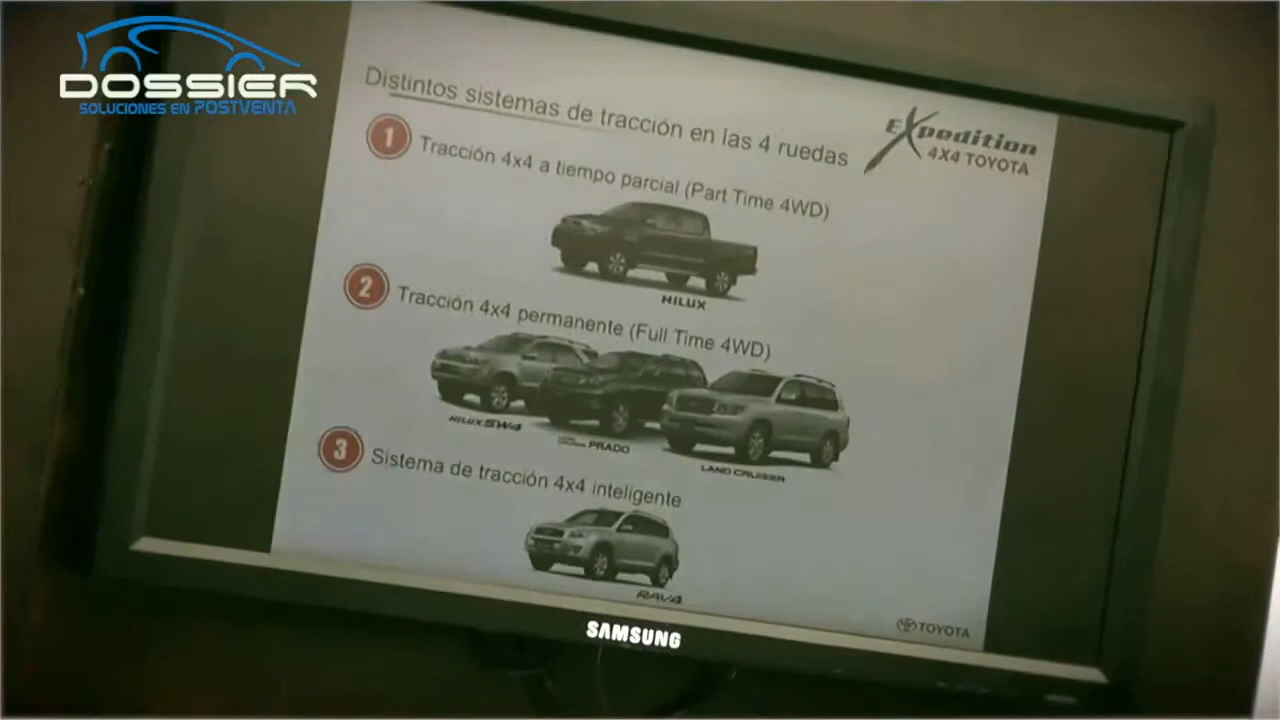 DOSSIER
SOLUCIONES EN POSTVENTA
Distintos sistemas de tracción en las 4 ruedas
Expedition
4X4 TOYOTA
1 Tracción 4x4 a tiempo parcial (Part Time 4WD)
HILUX
2 Tracción 4x4 permanente (Full Time 4WD)
HILUX SW4
PRADO
LAND CRUISER
3 Sistema de tracción 4x4 inteligente
RAV4
TOYOTA
SAMSUNG